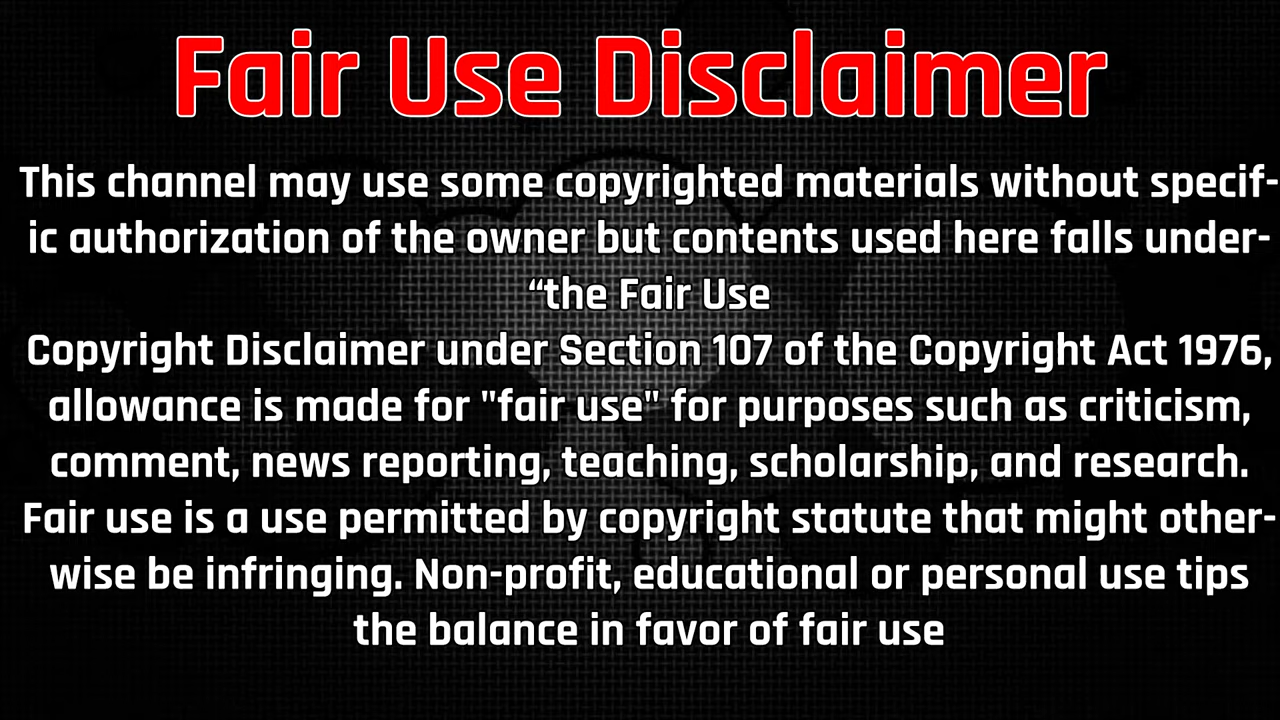 Fair Use Disclaimer
This channel may use some copyrighted materials without specif-
ic authorization of the owner but contents used here falls under-
“the Fair Use
Copyright Disclaimer under Section 107 of the Copyright Act 1976,
allowance is made for "fair use" for purposes such as criticism,
comment, news reporting, teaching, scholarship, and research.
Fair use is a use permitted by copyright statute that might other-
wise be infringing. Non-profit, educational or personal use tips
the balance in favor of fair use